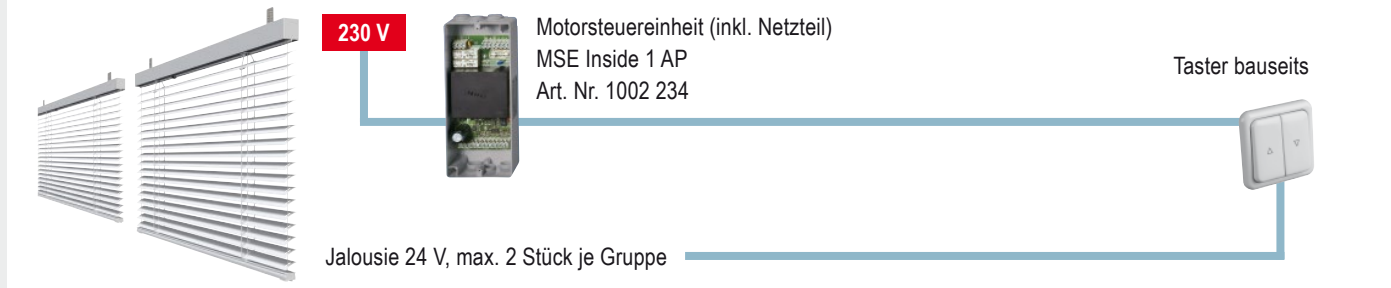 230 V
Motorsteuereinheit (inkl. Netzteil)
MSE Inside 1 AP
Art. Nr. 1002 234
Taster bauseits
Jalousie 24 V, max. 2 Stück je Gruppe